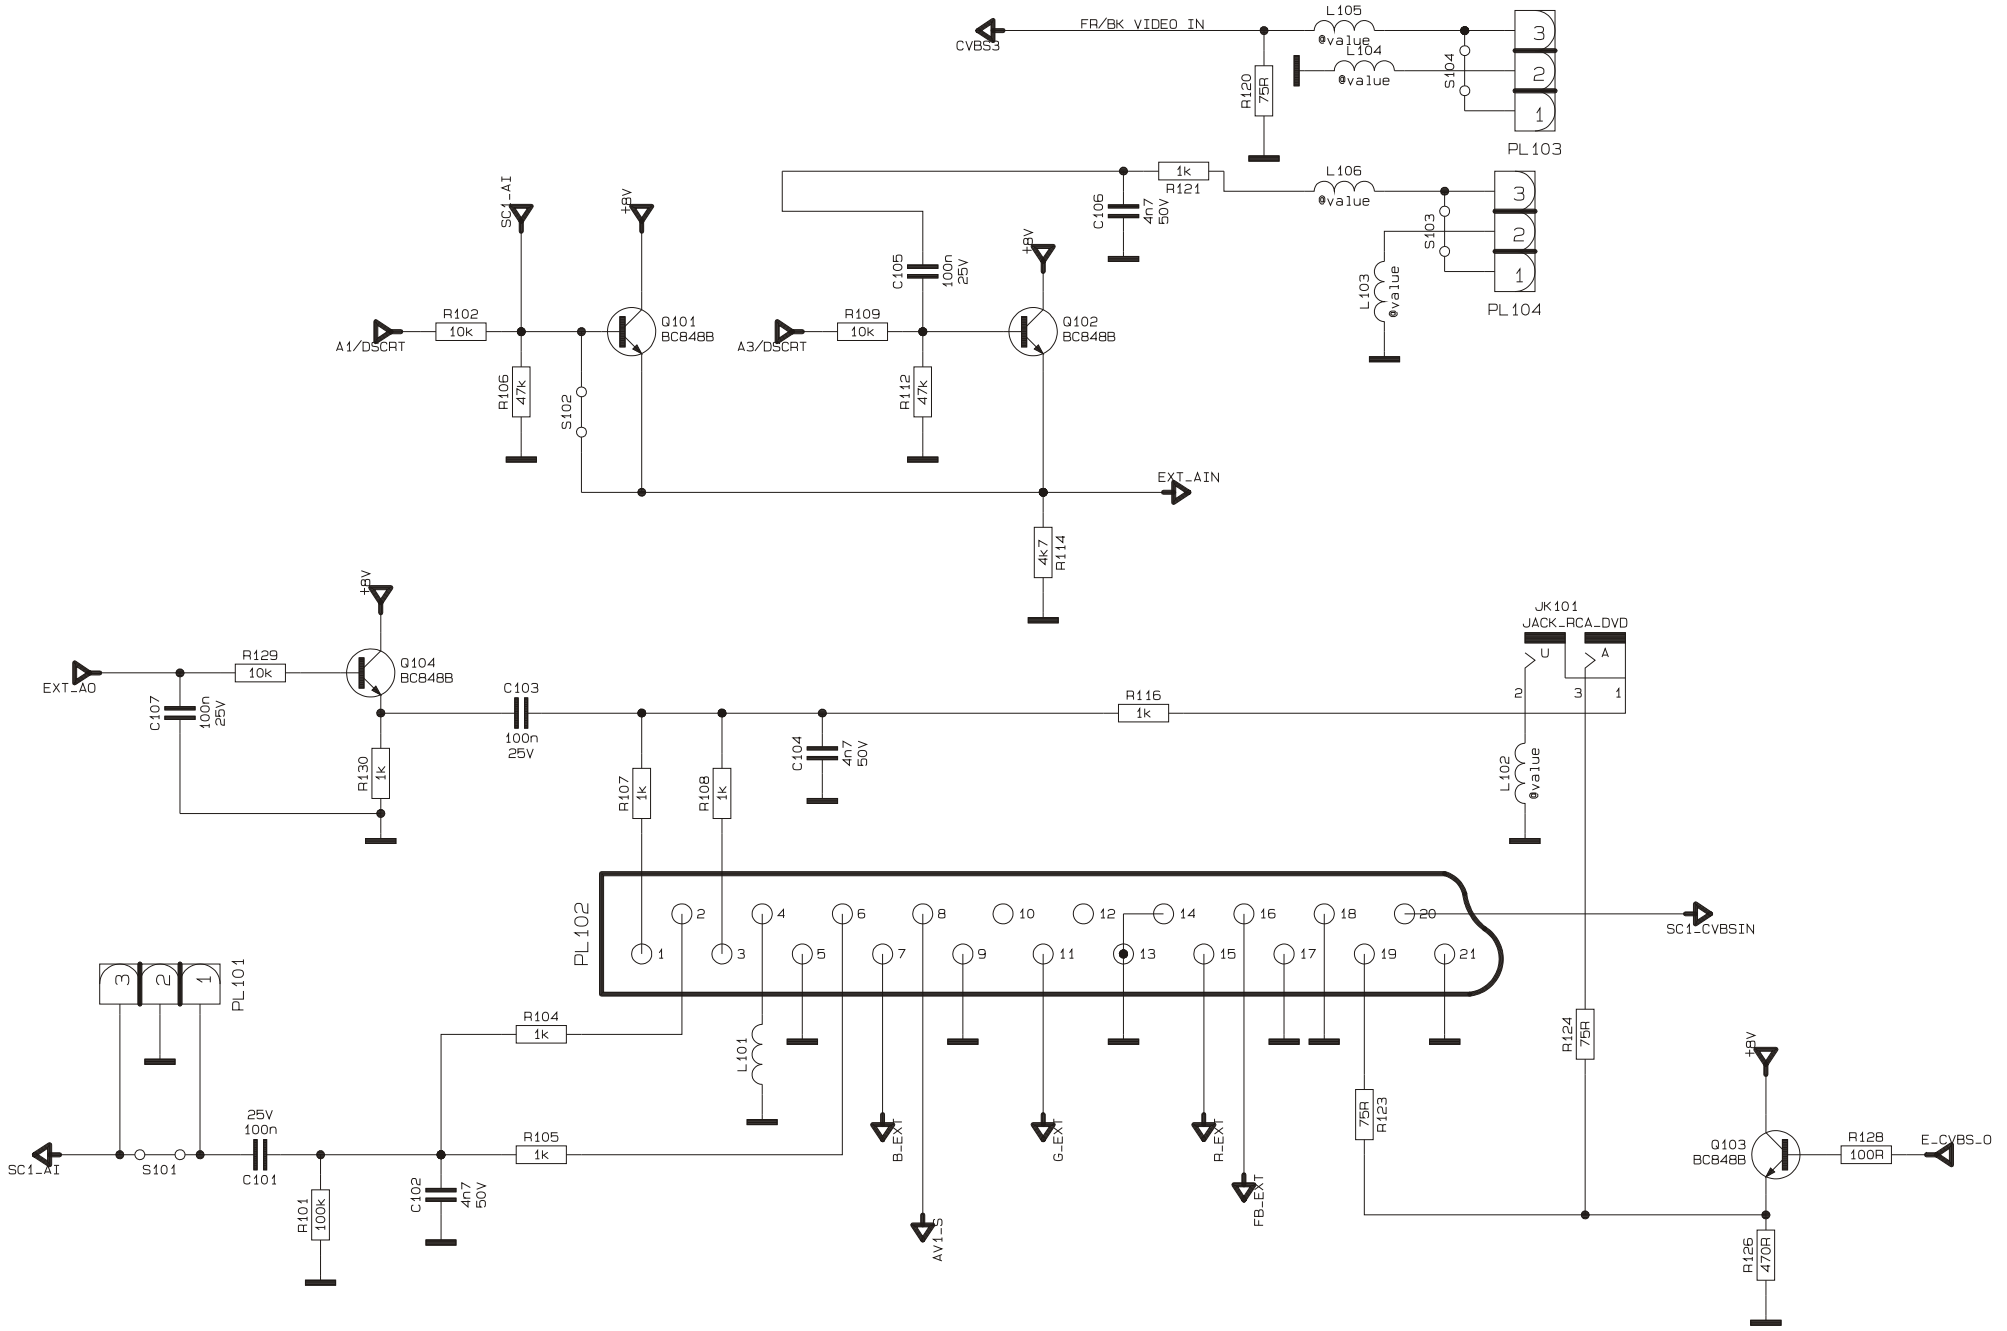 L105
FR/BK VIDEO IN
CVBS3
@value
L104
@value
S104
R120
75R
3
2
1
PL103
SC1_AI
+8V
1k
R121
L106
@value
C106
4n7
50V
S103
3
2
1
PL104
C105
100n
25V
+8V
L103
@value
R102
10k
A1/DSCRT
Q101
BC848B
R109
10k
A3/DSCRT
Q102
BC848B
R106
47k
S102
R112
47k
EXT_AIN
4k7
R114
+8V
JK101
JACK_RCA_DVD
U
A
2
3
1
R129
10k
EXT_AO
Q104
BC848B
C107
100n
25V
C103
100n
25V
R116
1k
R130
1k
R107
1k
R108
1k
C104
4n7
50V
L102
@value
PL102
2
4
6
8
10
12
14
16
18
20
SC1_CVBSIN
1
3
5
7
9
11
13
15
17
19
21
3
2
1
PL101
R104
1k
L101
R124
75R
+8V
25V
100n
C101
SC1_AI
S101
R105
1k
B_EXT
G_EXT
R_EXT
75R
R123
Q103
BC848B
R128
100R
E_CVBS_O
R101
100k
C102
4n7
50V
AV1_S
FB_EXT
R126
470R